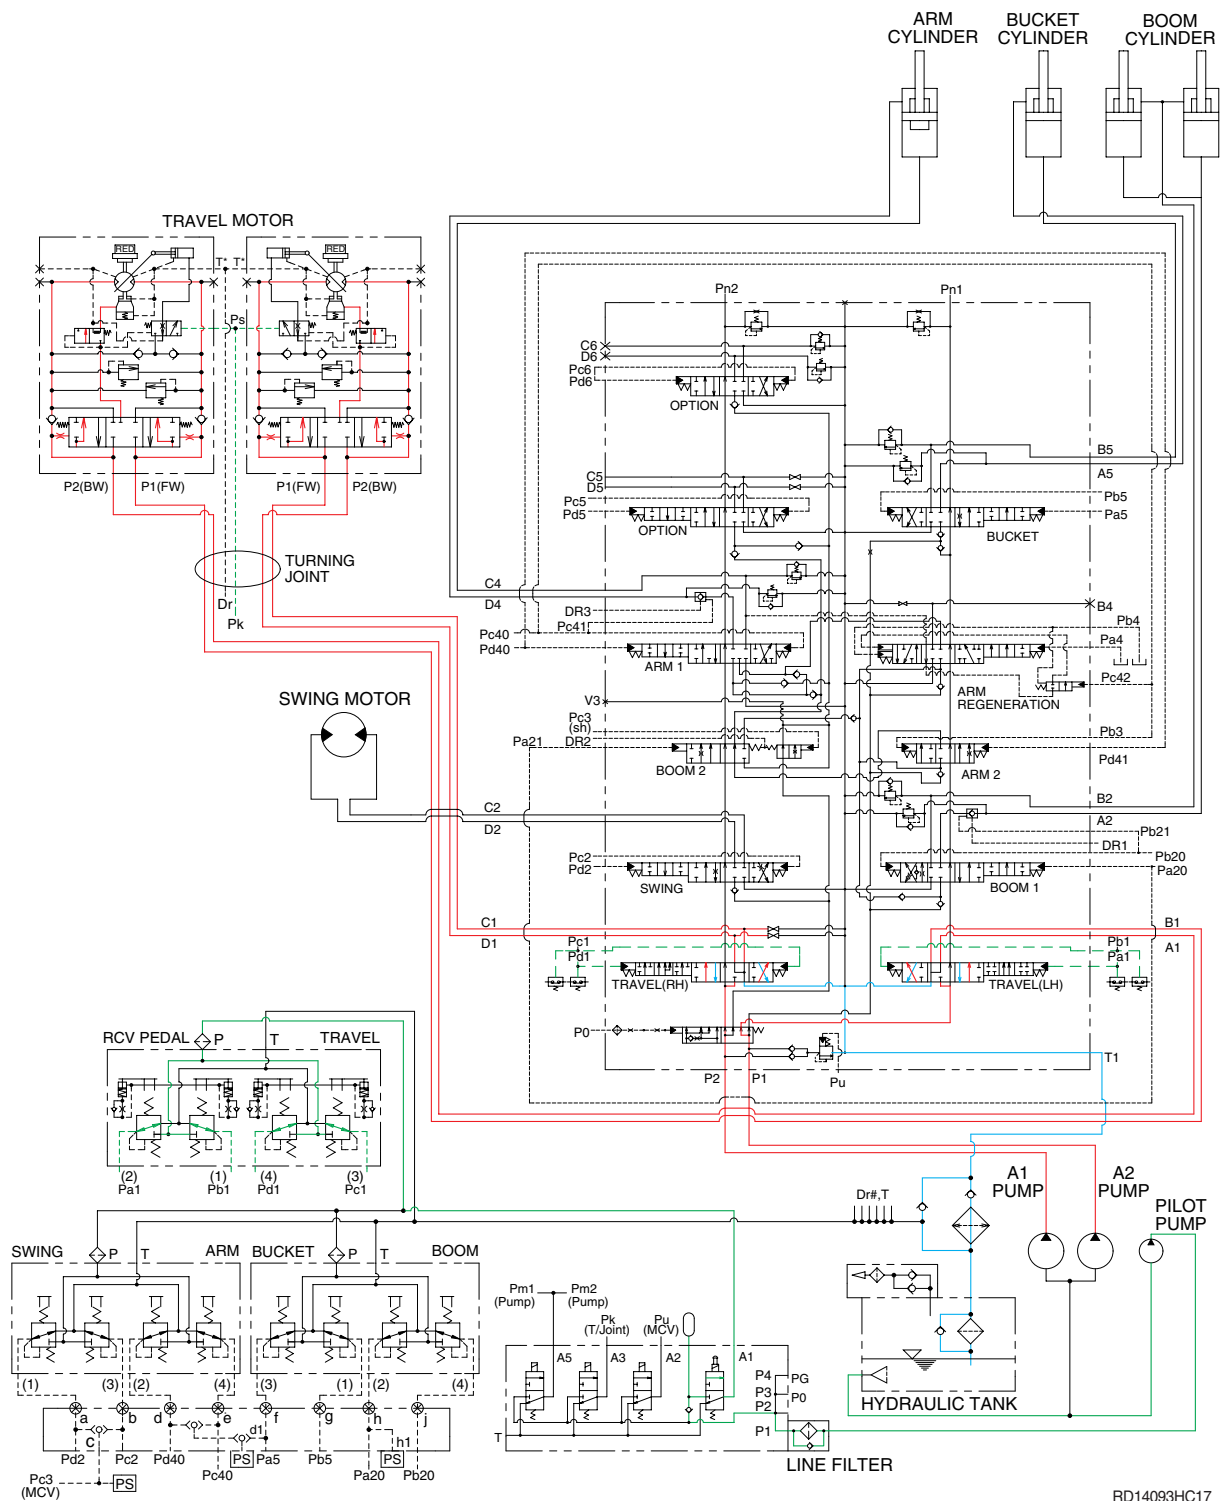 ARM
CYLINDER
BUCKET
CYLINDER
BOOM
CYLINDER
TRAVEL MOTOR
RED
RED
T*
T*
Ps
P2(BW)
P1(FW)
P1(FW)
P2(BW)
TURNING
JOINT
Dr
Pk
SWING MOTOR
Pn2
Pn1
C6
D6
Pc6
Pd6
OPTION
B5
A5
C5
D5
Pc5
Pd5
OPTION
Pb5
Pa5
BUCKET
C4
D4
DR3
Pc41
Pc40
Pd40
ARM 1
B4
Pb4
Pa4
Pc42
ARM
REGENERATION
V3
Pc3
(sh)
DR2
Pa21
BOOM 2
Pb3
Pd41
ARM 2
C2
D2
B2
A2
Pb21
DR1
Pc2
Pd2
SWING
Pb20
Pa20
BOOM 1
C1
D1
B1
A1
Pc1
Pd1
TRAVEL(RH)
Pb1
Pa1
TRAVEL(LH)
P0
P2
P1
Pu
T1
RCV PEDAL
P
T
TRAVEL
(2)
(1)
(4)
(3)
Pa1
Pb1
Pd1
Pc1
A1
PUMP
A2
PUMP
PILOT
PUMP
Dr#,T
SWING
P
T
ARM
BUCKET
P
T
BOOM
(1)
(3)
(2)
(4)
(3)
(1)
(2)
(4)
a
b
d
e
f
g
h
j
c
d1
h1
PS
PS
Pd2
Pc2
Pd40
Pc40
Pa5
Pb5
Pa20
Pb20
Pc3
(MCV)
PS
Pm1
(Pump)
Pm2
(Pump)
Pk
(T/Joint)
Pu
(MCV)
A5
A3
A2
A1
P4
PG
P3
P0
P2
P1
T
LINE FILTER
HYDRAULIC TANK
RD14093HC17